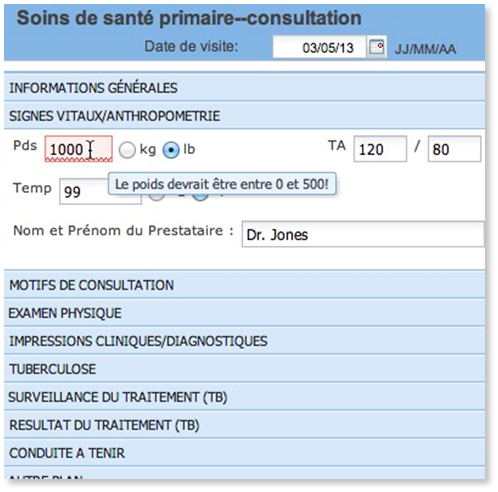 Soins de santé primaire--consultation
Date de visite: 03/05/13 JJ/MM/AA
INFORMATIONS GÉNÉRALES
SIGNES VITAUX/ANTHROPOMETRIE
Pds 1000 kg lb TA 120 / 80
Le poids devrait être entre 0 et 500!
Temp 99
Nom et Prénom du Prestataire : Dr. Jones
MOTIFS DE CONSULTATION
EXAMEN PHYSIQUE
IMPRESSIONS CLINIQUES/DIAGNOSTIQUES
TUBERCULOSE
SURVEILLANCE DU TRAITEMENT (TB)
RESULTAT DU TRAITEMENT (TB)
CONDUITE A TENIR
AUTRE PLAN